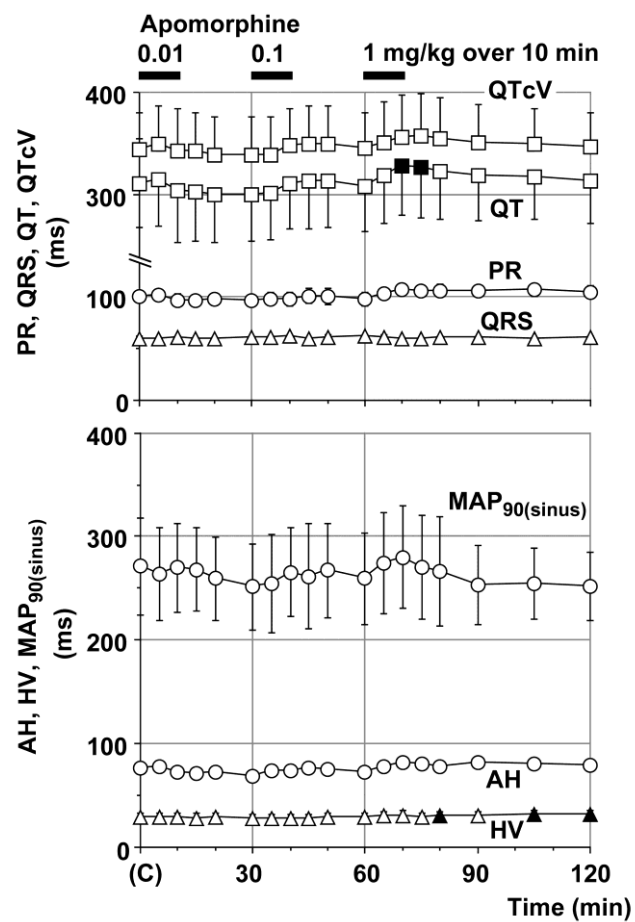 Apomorphine
0.01 0.1 1 mg/kg over 10 min
400
QTcV
300
QT
PR
100
QRS
0
PR, QRS, QT, QTcV
(ms)
400
MAP90(sinus)
300
200
100
AH
HV
0
AH, HV, MAP90(sinus)
(ms)
(C) 30 60 90 120
Time (min)